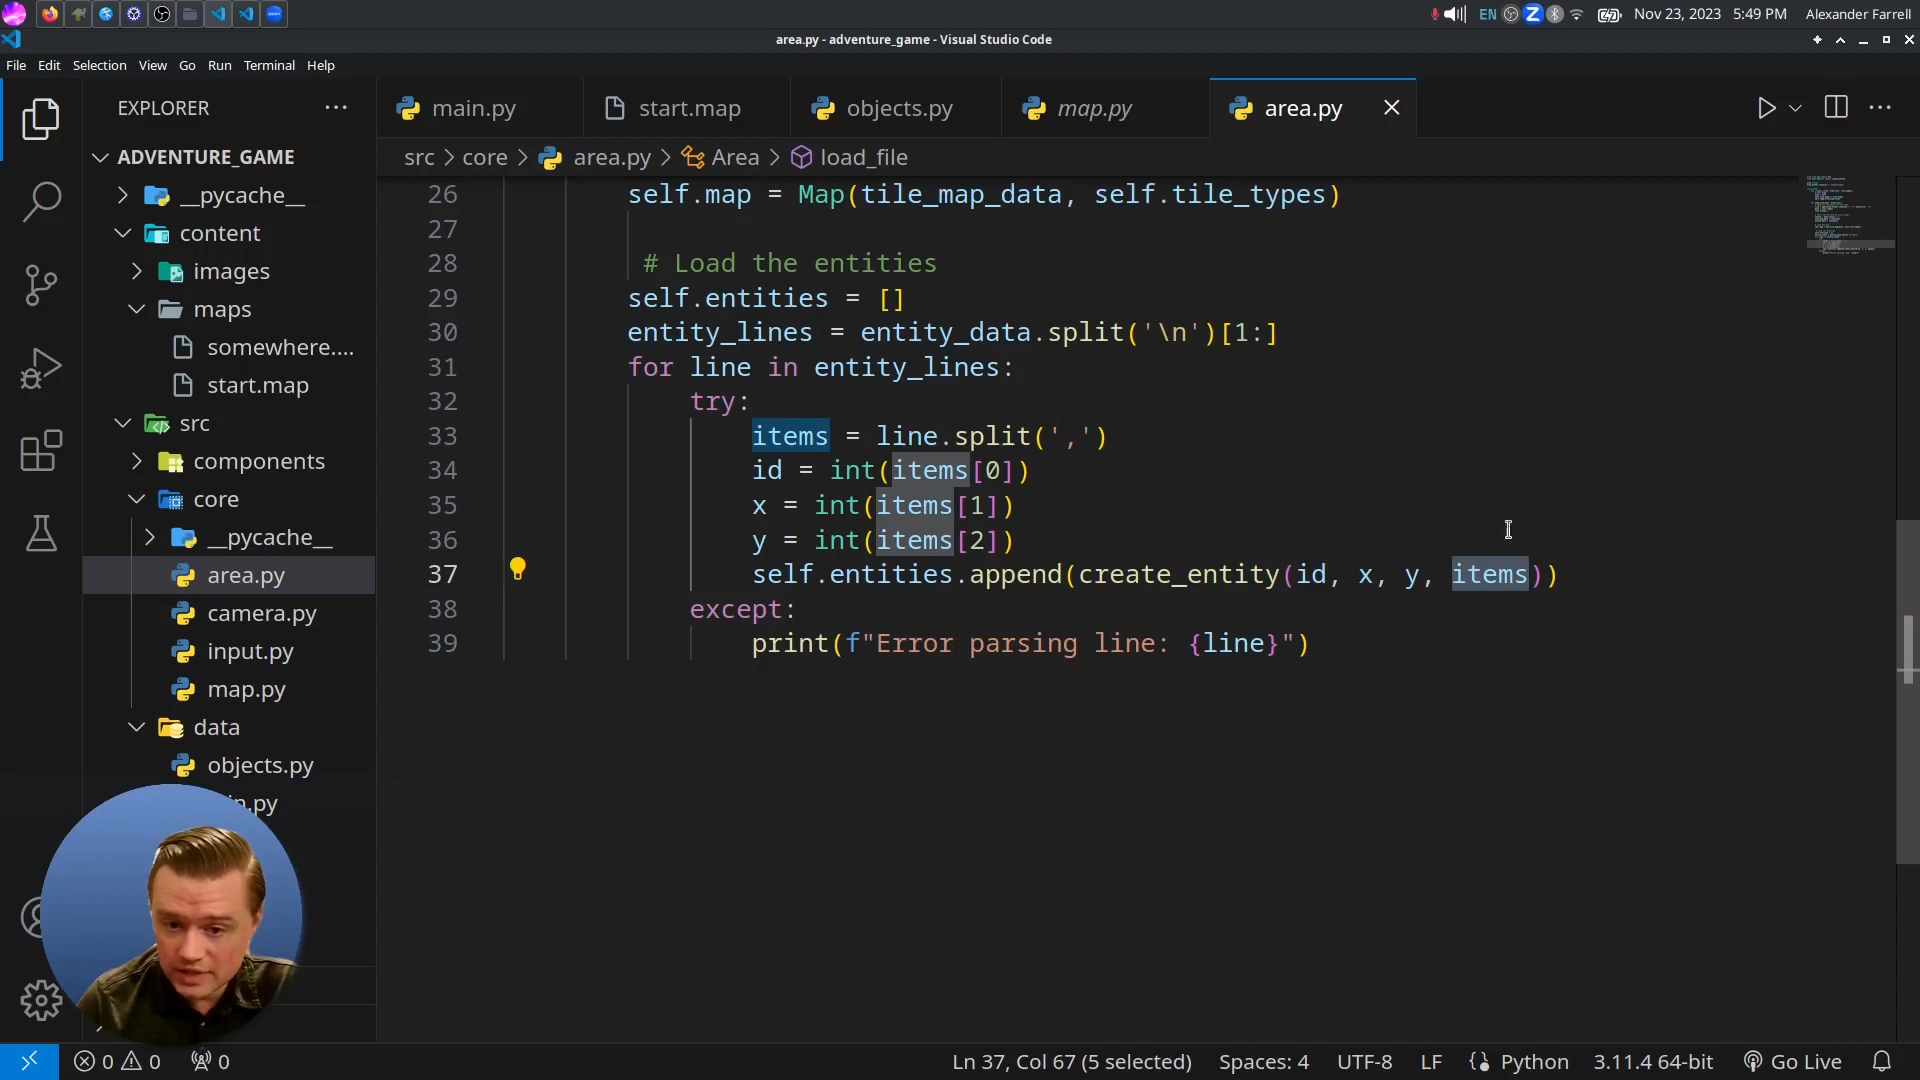 EN Nov 23, 2023 5:49 PM Alexander Farrell
area.py - adventure_game - Visual Studio Code
File Edit Selection View Go Run Terminal Help
EXPLORER
ADVENTURE_GAME
__pycache__
content
images
maps
somewhere....
start.map
src
components
core
__pycache__
area.py
camera.py
input.py
map.py
data
objects.py
main.py start.map objects.py map.py area.py
src > core > area.py > Area > load_file
26 self.map = Map(tile_map_data, self.tile_types)
27
28 # Load the entities
29 self.entities = []
30 entity_lines = entity_data.split('\n')[1:]
31 for line in entity_lines:
32 try:
33 items = line.split(',')
34 id = int(items[0])
35 x = int(items[1])
36 y = int(items[2])
37 self.entities.append(create_entity(id, x, y, items))
38 except:
39 print(f"Error parsing line: {line}")
0 0 0 Ln 37, Col 67 (5 selected) Spaces: 4 UTF-8 LF Python 3.11.4 64-bit Go Live